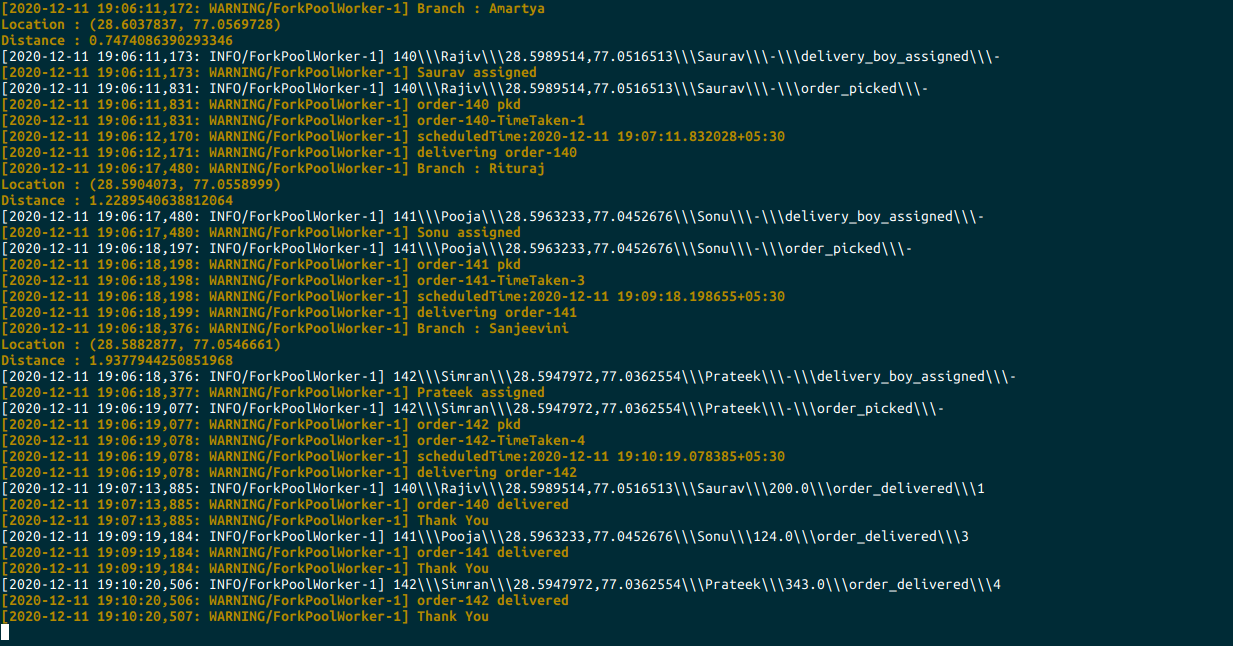 [2020-12-11 19:06:11,172: WARNING/ForkPoolWorker-1] Branch : Amartya
Location : (28.6037837, 77.0569728)
Distance : 0.7474086390293346
[2020-12-11 19:06:11,173: INFO/ForkPoolWorker-1] 140\\\Rajiv\\\28.5989514,77.0516513\\\Saurav\\\-\\\delivery_boy_assigned\\\-
[2020-12-11 19:06:11,173: WARNING/ForkPoolWorker-1] Saurav assigned
[2020-12-11 19:06:11,831: INFO/ForkPoolWorker-1] 140\\\Rajiv\\\28.5989514,77.0516513\\\Saurav\\\-\\\order_picked\\\-
[2020-12-11 19:06:11,831: WARNING/ForkPoolWorker-1] order-140 pkd
[2020-12-11 19:06:11,831: WARNING/ForkPoolWorker-1] order-140-TimeTaken-1
[2020-12-11 19:06:12,170: WARNING/ForkPoolWorker-1] scheduledTime:2020-12-11 19:07:11.832028+05:30
[2020-12-11 19:06:12,171: WARNING/ForkPoolWorker-1] delivering order-140
[2020-12-11 19:06:17,480: WARNING/ForkPoolWorker-1] Branch : Rituraj
Location : (28.5904073, 77.0558999)
Distance : 1.2289540638812064
[2020-12-11 19:06:17,480: INFO/ForkPoolWorker-1] 141\\\Pooja\\\28.5963233,77.0452676\\\Sonu\\\-\\\delivery_boy_assigned\\\-
[2020-12-11 19:06:17,480: WARNING/ForkPoolWorker-1] Sonu assigned
[2020-12-11 19:06:18,197: INFO/ForkPoolWorker-1] 141\\\Pooja\\\28.5963233,77.0452676\\\Sonu\\\-\\\order_picked\\\-
[2020-12-11 19:06:18,198: WARNING/ForkPoolWorker-1] order-141 pkd
[2020-12-11 19:06:18,198: WARNING/ForkPoolWorker-1] order-141-TimeTaken-3
[2020-12-11 19:06:18,198: WARNING/ForkPoolWorker-1] scheduledTime:2020-12-11 19:09:18.198655+05:30
[2020-12-11 19:06:18,199: WARNING/ForkPoolWorker-1] delivering order-141
[2020-12-11 19:06:18,376: WARNING/ForkPoolWorker-1] Branch : Sanjeevini
Location : (28.5882877, 77.0546661)
Distance : 1.9377944250851968
[2020-12-11 19:06:18,376: INFO/ForkPoolWorker-1] 142\\\Simran\\\28.5947972,77.0362554\\\Prateek\\\-\\\delivery_boy_assigned\\\-
[2020-12-11 19:06:18,377: WARNING/ForkPoolWorker-1] Prateek assigned
[2020-12-11 19:06:19,077: INFO/ForkPoolWorker-1] 142\\\Simran\\\28.5947972,77.0362554\\\Prateek\\\-\\\order_picked\\\-
[2020-12-11 19:06:19,077: WARNING/ForkPoolWorker-1] order-142 pkd
[2020-12-11 19:06:19,078: WARNING/ForkPoolWorker-1] order-142-TimeTaken-4
[2020-12-11 19:06:19,078: WARNING/ForkPoolWorker-1] scheduledTime:2020-12-11 19:10:19.078385+05:30
[2020-12-11 19:06:19,078: WARNING/ForkPoolWorker-1] delivering order-142
[2020-12-11 19:07:13,885: INFO/ForkPoolWorker-1] 140\\\Rajiv\\\28.5989514,77.0516513\\\Saurav\\\200.0\\\order_delivered\\\1
[2020-12-11 19:07:13,885: WARNING/ForkPoolWorker-1] order-140 delivered
[2020-12-11 19:07:13,885: WARNING/ForkPoolWorker-1] Thank You
[2020-12-11 19:09:19,184: INFO/ForkPoolWorker-1] 141\\\Pooja\\\28.5963233,77.0452676\\\Sonu\\\124.0\\\order_delivered\\\3
[2020-12-11 19:09:19,184: WARNING/ForkPoolWorker-1] order-141 delivered
[2020-12-11 19:09:19,184: WARNING/ForkPoolWorker-1] Thank You
[2020-12-11 19:10:20,506: INFO/ForkPoolWorker-1] 142\\\Simran\\\28.5947972,77.0362554\\\Prateek\\\343.0\\\order_delivered\\\4
[2020-12-11 19:10:20,506: WARNING/ForkPoolWorker-1] order-142 delivered
[2020-12-11 19:10:20,507: WARNING/ForkPoolWorker-1] Thank You